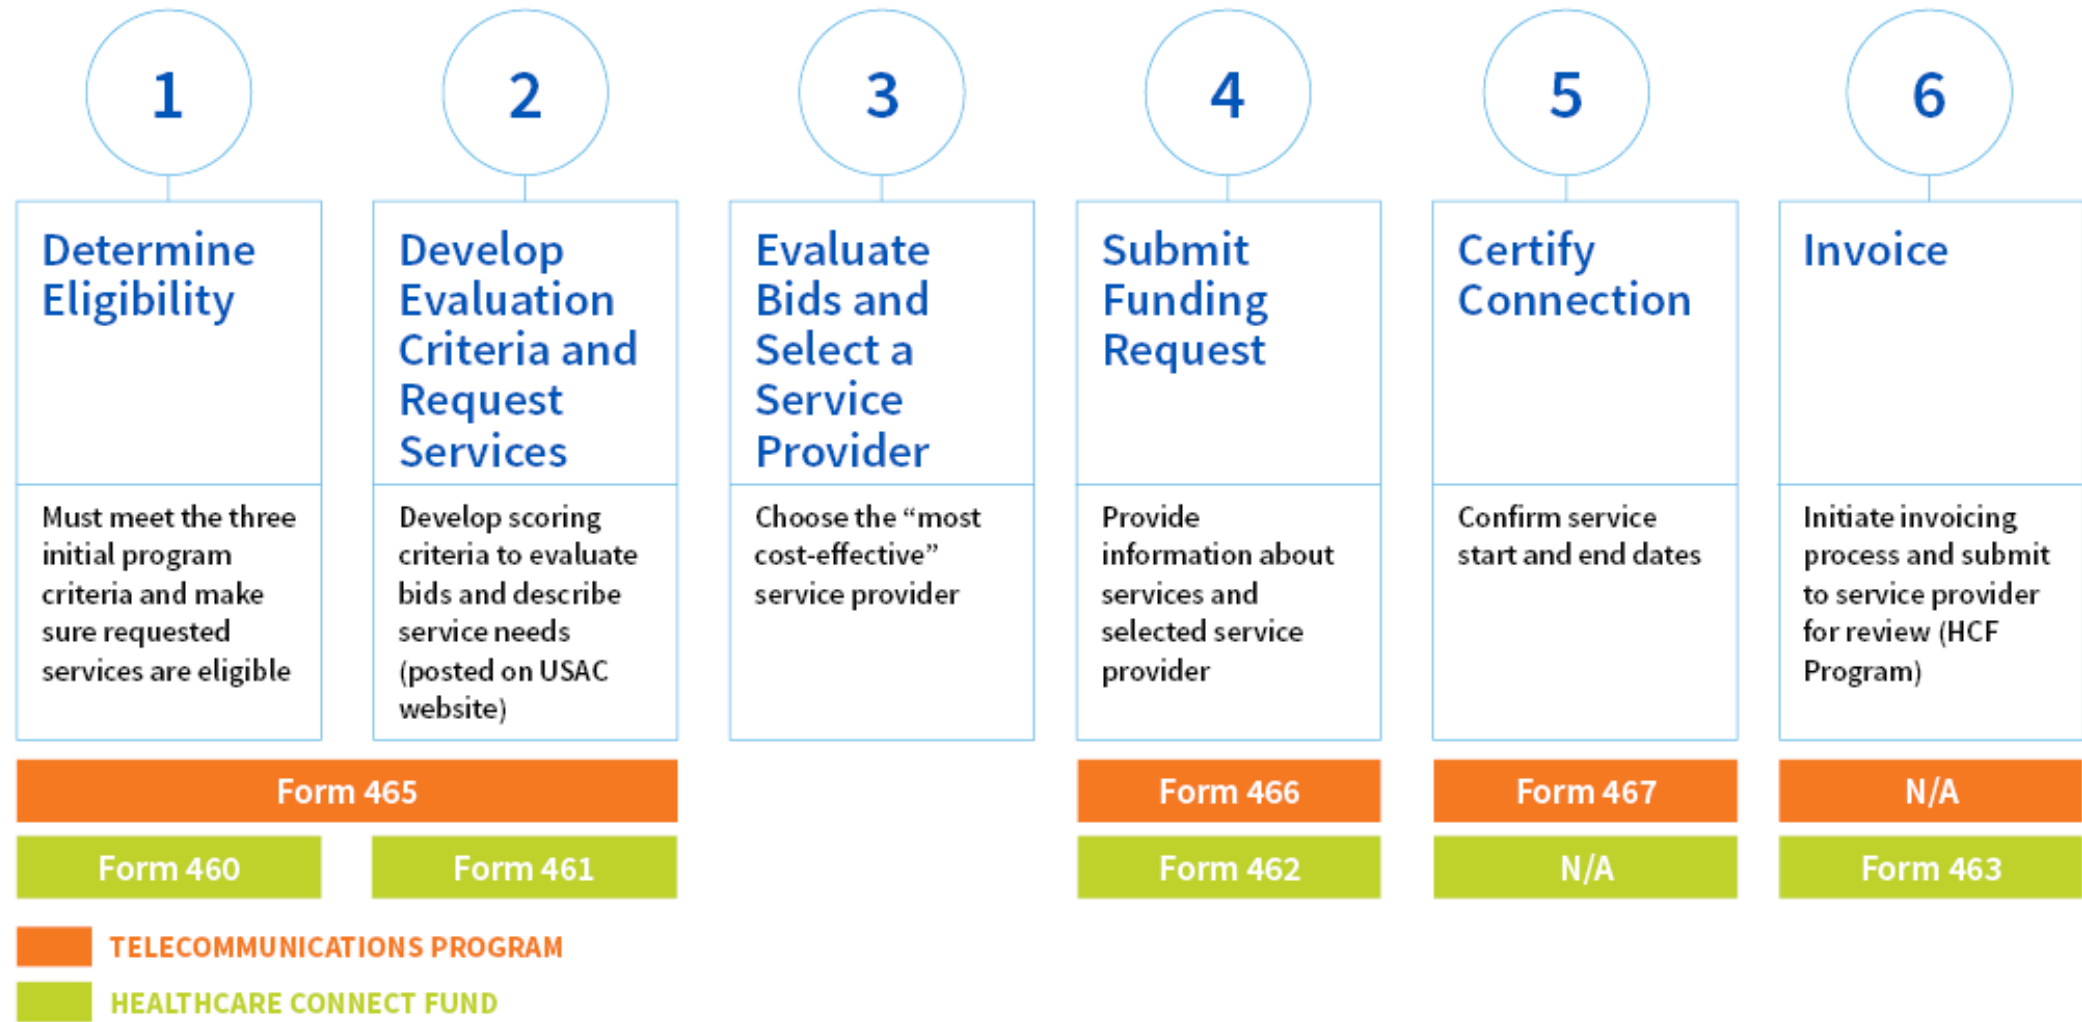 1
Determine
Eligibility
Must meet the three
initial program
criteria and make
sure requested
services are eligible
2
Develop
Evaluation
Criteria and
Request
Services
Develop scoring
criteria to evaluate
bids and describe
service needs
(posted on USAC
website)
3
Evaluate
Bids and
Select a
Service
Provider
Choose the “most
cost-effective”
service provider
4
Submit
Funding
Request
Provide
information about
services and
selected service
provider
5
Certify
Connection
Confirm service
start and end dates
6
Invoice
Initiate invoicing
process and submit
to service provider
for review (HCF
Program)
Form 465
Form 466
Form 467
N/A
Form 460
Form 461
Form 462
N/A
Form 463
TELECOMMUNICATIONS PROGRAM
HEALTHCARE CONNECT FUND